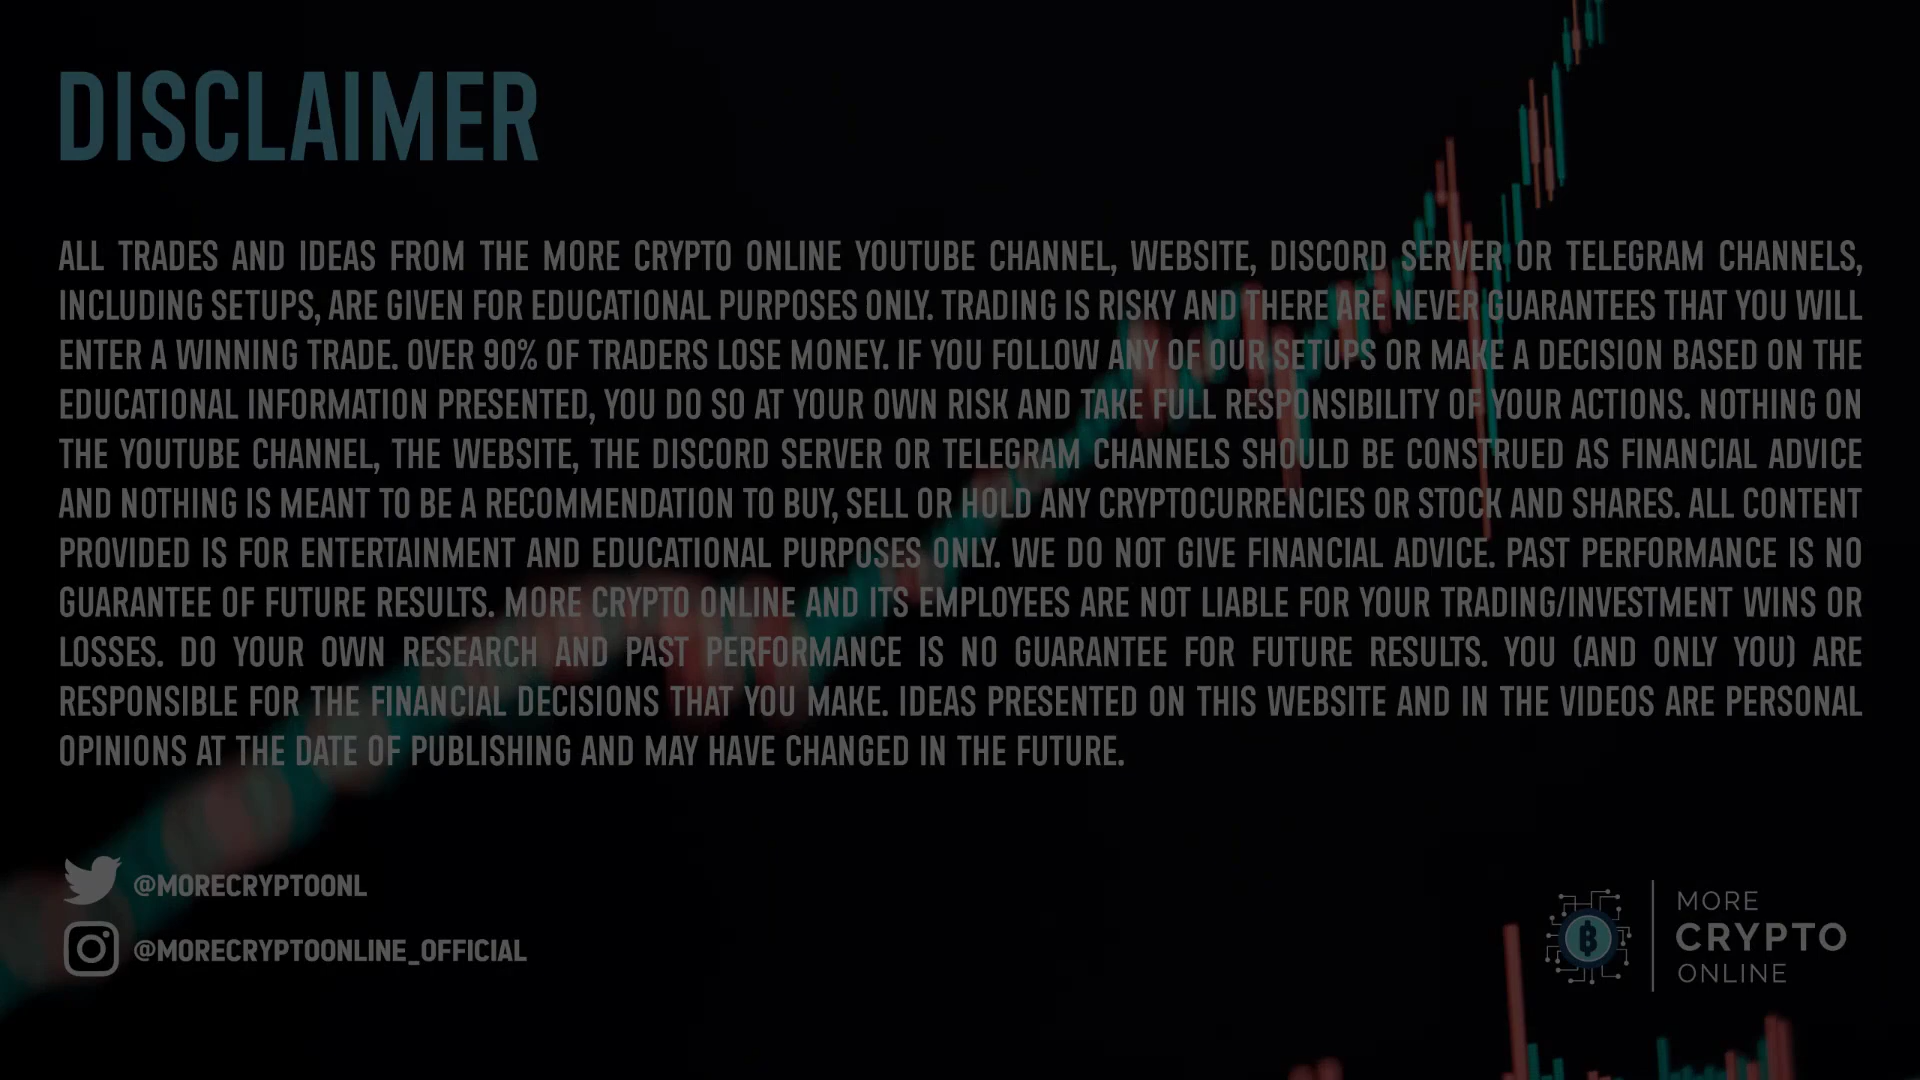 DISCLAIMER
ALL TRADES AND IDEAS FROM THE MORE CRYPTO ONLINE YOUTUBE CHANNEL, WEBSITE, DISCORD SERVER OR TELEGRAM CHANNELS,
INCLUDING SETUPS, ARE GIVEN FOR EDUCATIONAL PURPOSES ONLY. TRADING IS RISKY AND THERE ARE NEVER GUARANTEES THAT YOU WILL
ENTER A WINNING TRADE. OVER 90% OF TRADERS LOSE MONEY. IF YOU FOLLOW ANY OF OUR SETUPS OR MAKE A DECISION BASED ON THE
EDUCATIONAL INFORMATION PRESENTED, YOU DO SO AT YOUR OWN RISK AND TAKE FULL RESPONSIBILITY OF YOUR ACTIONS. NOTHING ON
THE YOUTUBE CHANNEL, THE WEBSITE, THE DISCORD SERVER OR TELEGRAM CHANNELS SHOULD BE CONSTRUED AS FINANCIAL ADVICE
AND NOTHING IS MEANT TO BE A RECOMMENDATION TO BUY, SELL OR HOLD ANY CRYPTOCURRENCIES OR STOCK AND SHARES. ALL CONTENT
PROVIDED IS FOR ENTERTAINMENT AND EDUCATIONAL PURPOSES ONLY. WE DO NOT GIVE FINANCIAL ADVICE. PAST PERFORMANCE IS NO
GUARANTEE OF FUTURE RESULTS. MORE CRYPTO ONLINE AND ITS EMPLOYEES ARE NOT LIABLE FOR YOUR TRADING/INVESTMENT WINS OR
LOSSES. DO YOUR OWN RESEARCH AND PAST PERFORMANCE IS NO GUARANTEE FOR FUTURE RESULTS. YOU (AND ONLY YOU) ARE
RESPONSIBLE FOR THE FINANCIAL DECISIONS THAT YOU MAKE. IDEAS PRESENTED ON THIS WEBSITE AND IN THE VIDEOS ARE PERSONAL
OPINIONS AT THE DATE OF PUBLISHING AND MAY HAVE CHANGED IN THE FUTURE.
@MORECRYPTOONL
@MORECRYPTOONLINE_OFFICIAL
MORE
CRYPTO
ONLINE